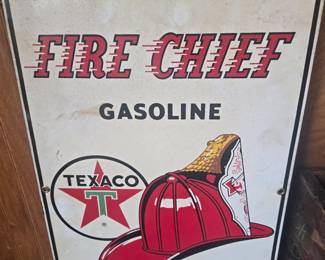 FIRE CHIEF
GASOLINE
TEXACO
T